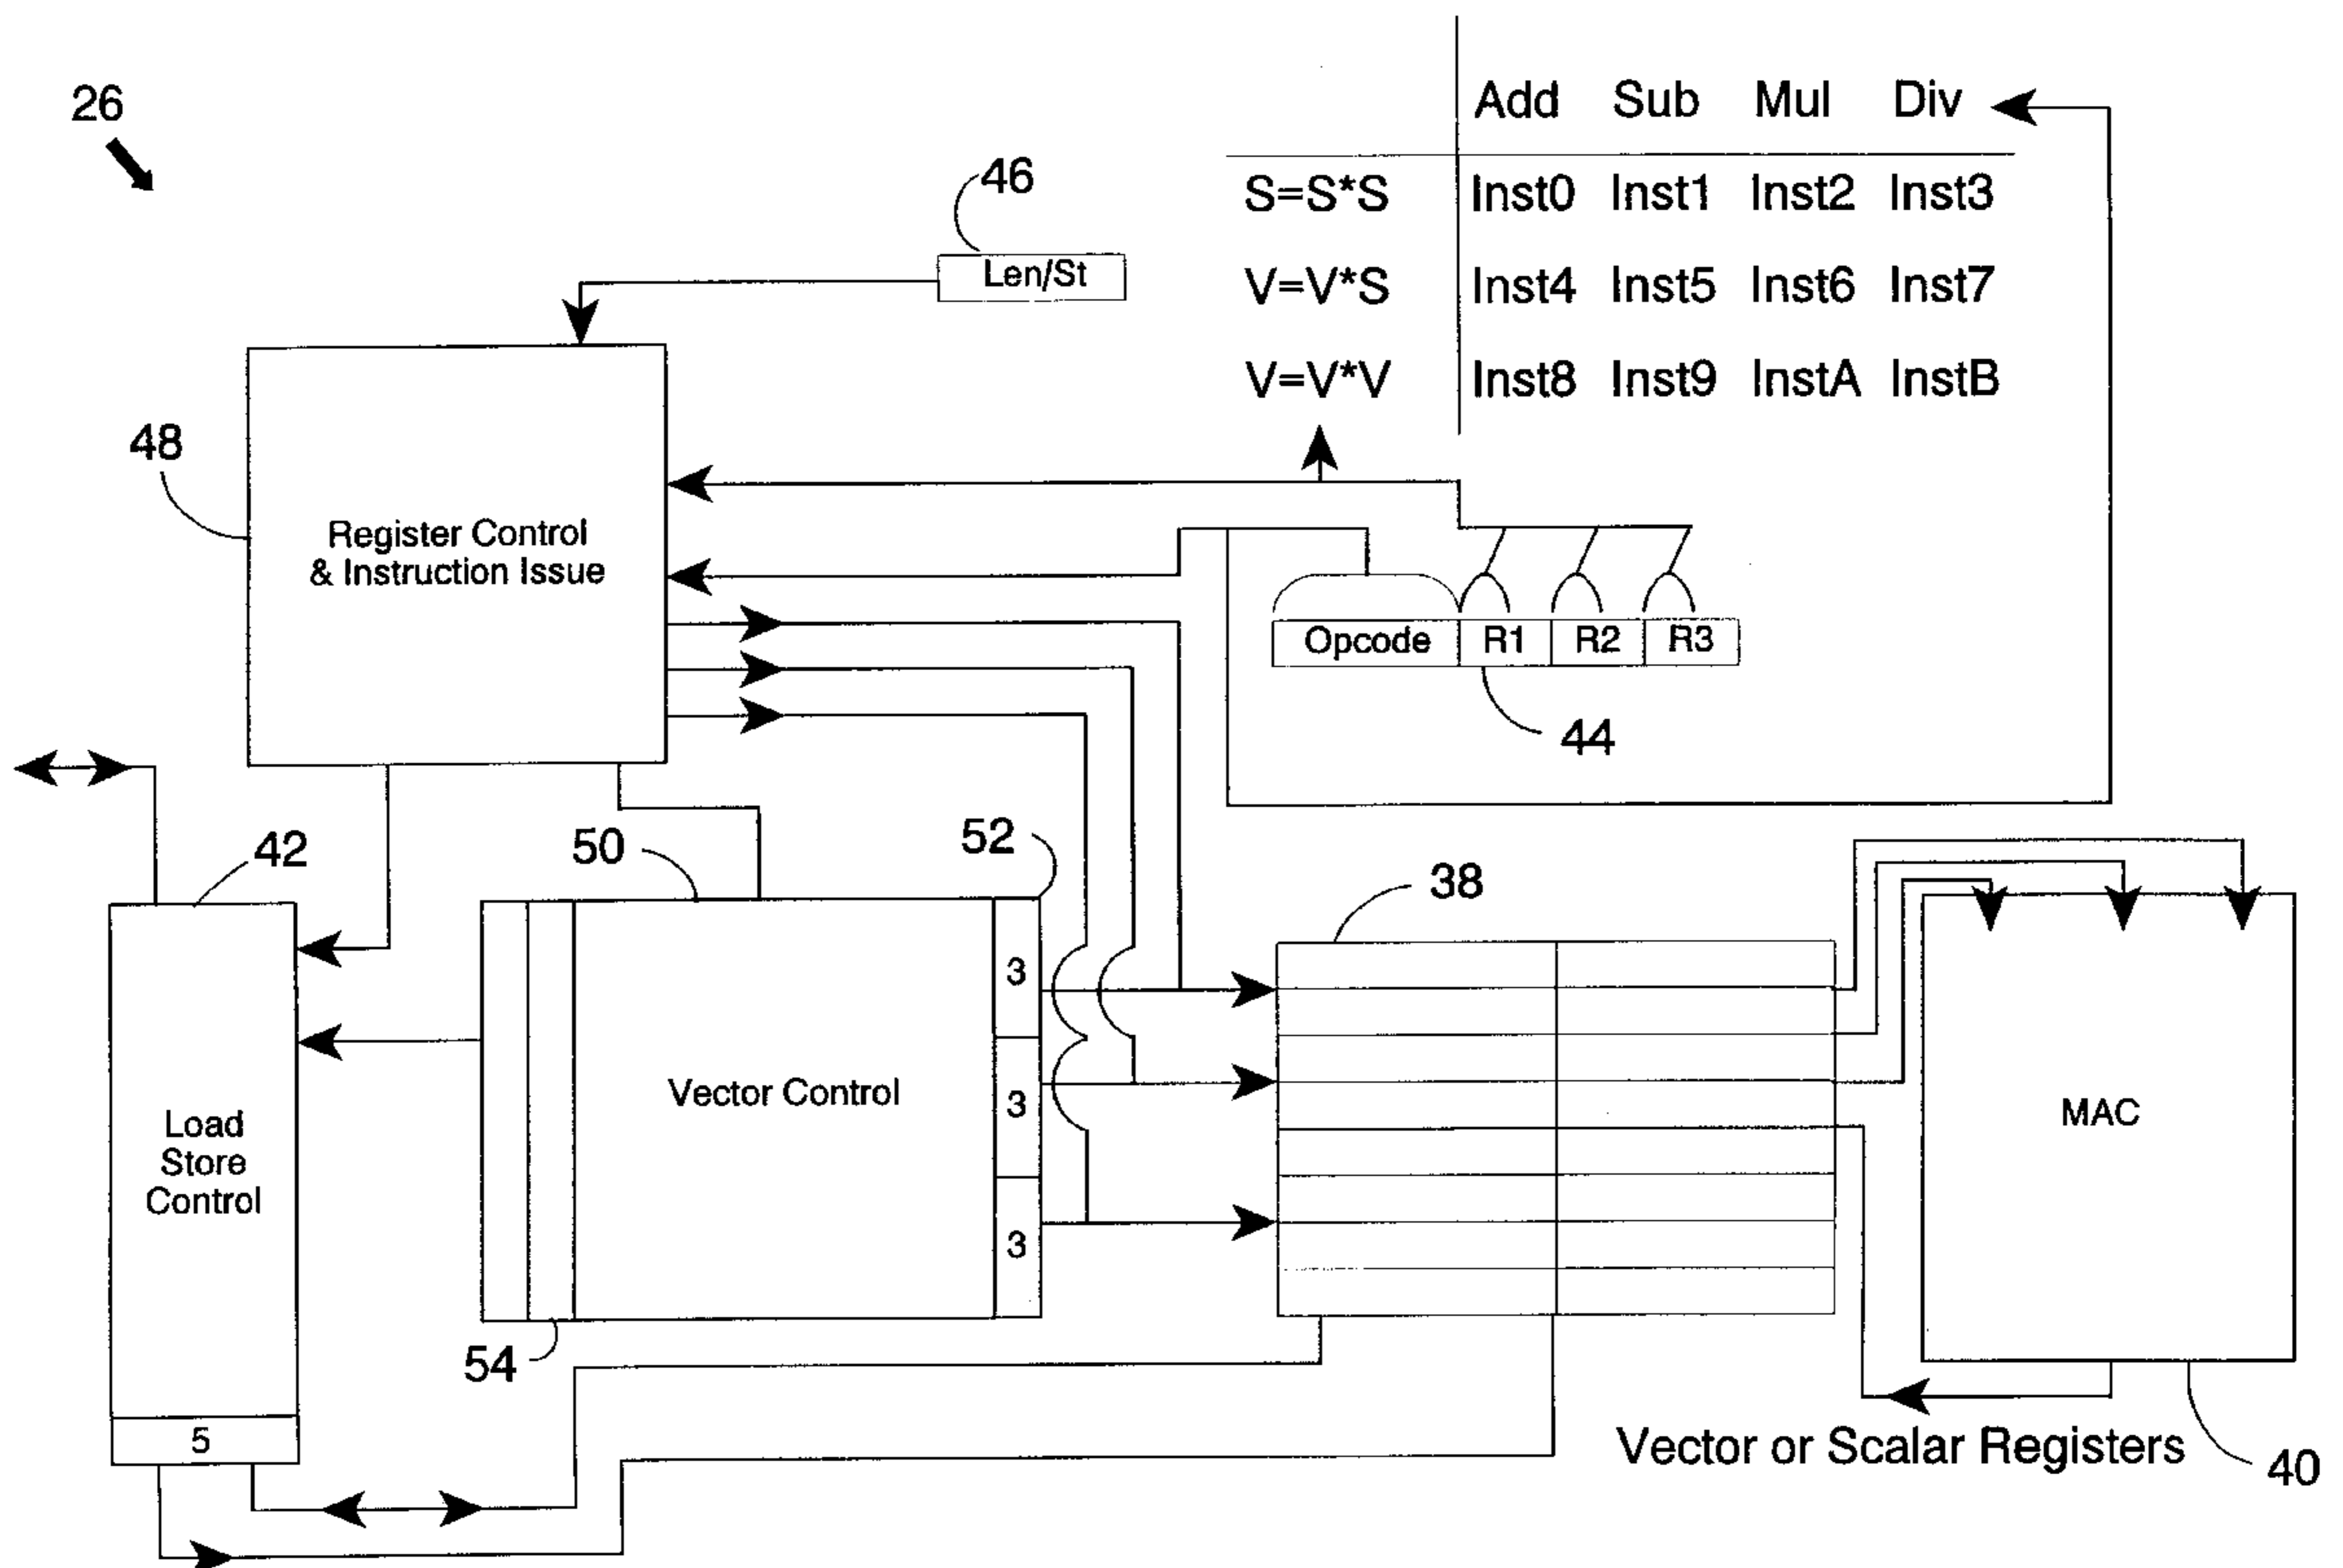 26
46
Len/St
Add Sub Mul Div
S=S*S Inst0 Inst1 Inst2 Inst3
V=V*S Inst4 Inst5 Inst6 Inst7
V=V*V Inst8 Inst9 InstA InstB
48
Register Control
& Instruction Issue
Opcode R1 R2 R3
44
42
50
52
38
3
3
3
Vector Control
Load
Store
Control
MAC
54
5
Vector or Scalar Registers
40